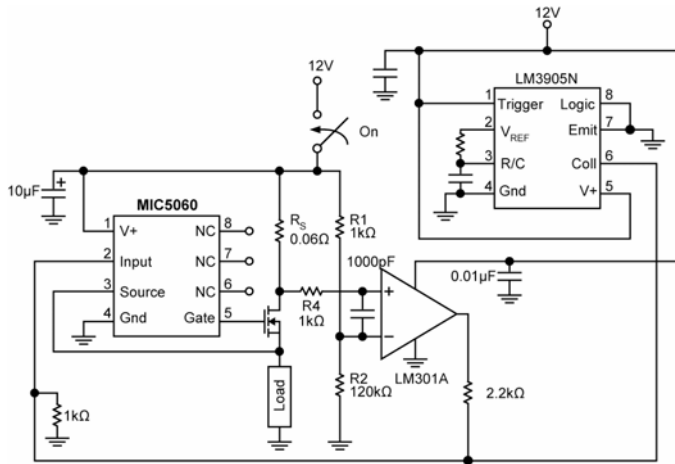 12V
LM3905N
1
Trigger
Logic
8
2
VREF
Emit
7
3
R/C
Coll
6
4
Gnd
V+
5
12V
On
10µF
+
MIC5060
1
V+
NC
8
2
Input
NC
7
3
Source
NC
6
4
Gnd
Gate
5
RS
0.06Ω
R1
1kΩ
1000pF
R4
1kΩ
+
−
LM301A
0.01µF
R2
120kΩ
2.2kΩ
Load
1kΩ